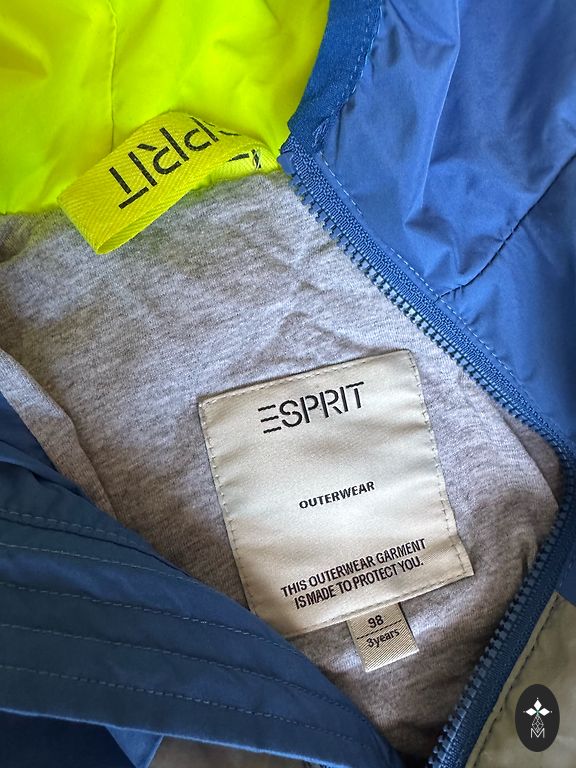 ESPRIT
ESPRIT
OUTERWEAR
THIS OUTERWEAR GARMENT
IS MADE TO PROTECT YOU.
98
3years
M